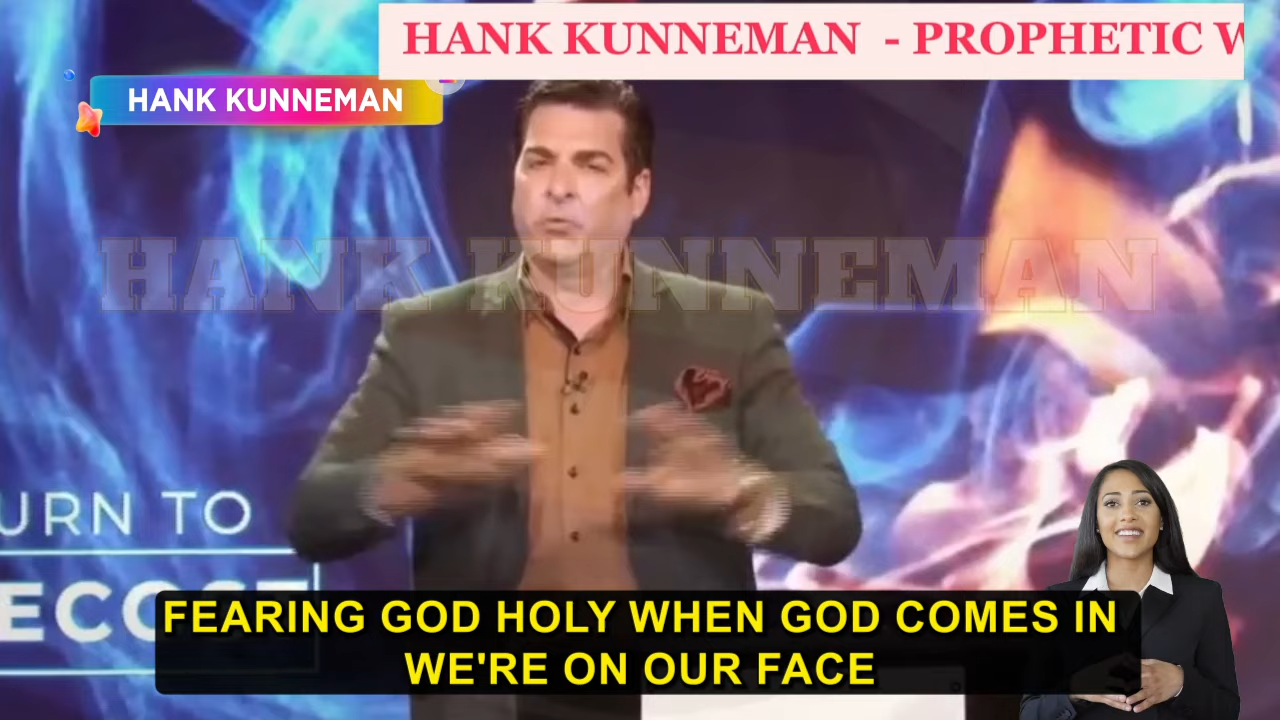 HANK KUNNEMAN - PROPHETIC
HANK KUNNEMAN
HANK KUNNEMAN
URN TO
FEARING GOD HOLY WHEN GOD COMES IN
WE'RE ON OUR FACE